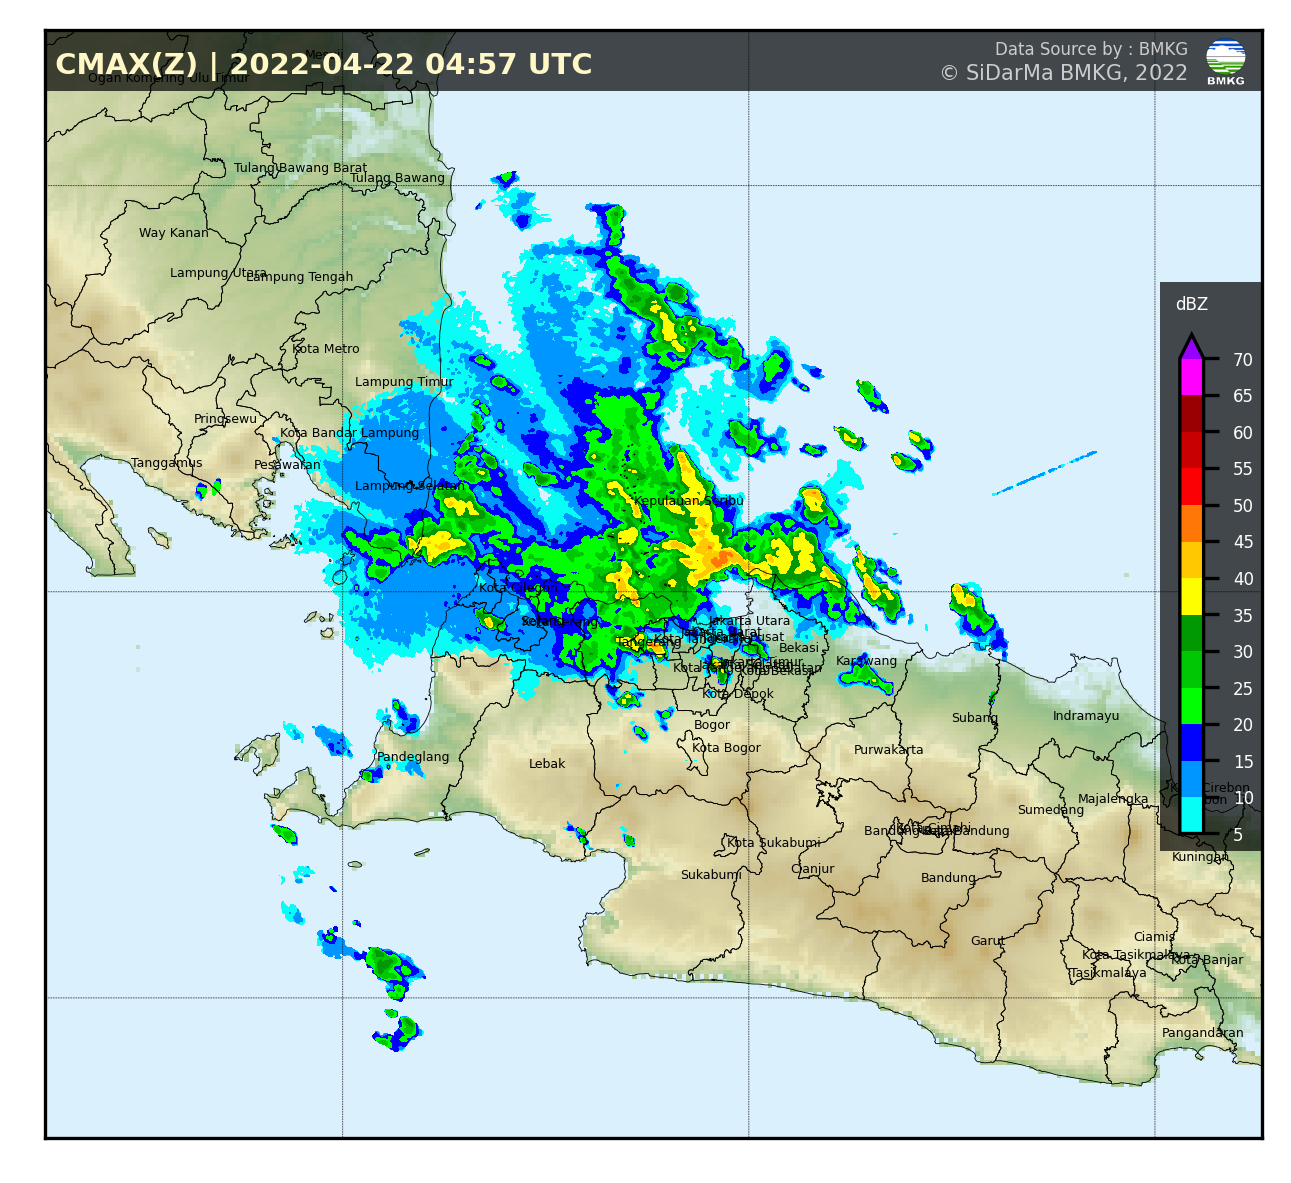 Mesuji
CMAX(Z) | 2022-04-22 04:57 UTC
Data Source by : BMKG
© SiDarMa BMKG, 2022
BMKG
Ogan Komering Ulu Timur
Tulang Bawang Barat
Tulang Bawang
Way Kanan
Lampung Utara
Lampung Tengah
dBZ
Kota Metro
70
Lampung Timur
65
Pringsewu
Kota Bandar Lampung
60
Tanggamus
Pesawaran
55
Lampung Selatan
Kepulauan Seribu
50
45
40
Kota Cilegon
35
Serang
Jakarta Utara
Tangerang
Bekasi
30
Karawang
Kota Bekasi
25
Kota Depok
Subang
Indramayu
Bogor
20
Kota Bogor
Purwakarta
Pandeglang
Lebak
15
Majalengka
10
Sumedang
Kota Cimahi
5
Kota Sukabumi
Kuningan
Cianjur
Sukabumi
Bandung
Ciamis
Garut
Kota Tasikmalaya
Kota Banjar
Tasikmalaya
Pangandaran